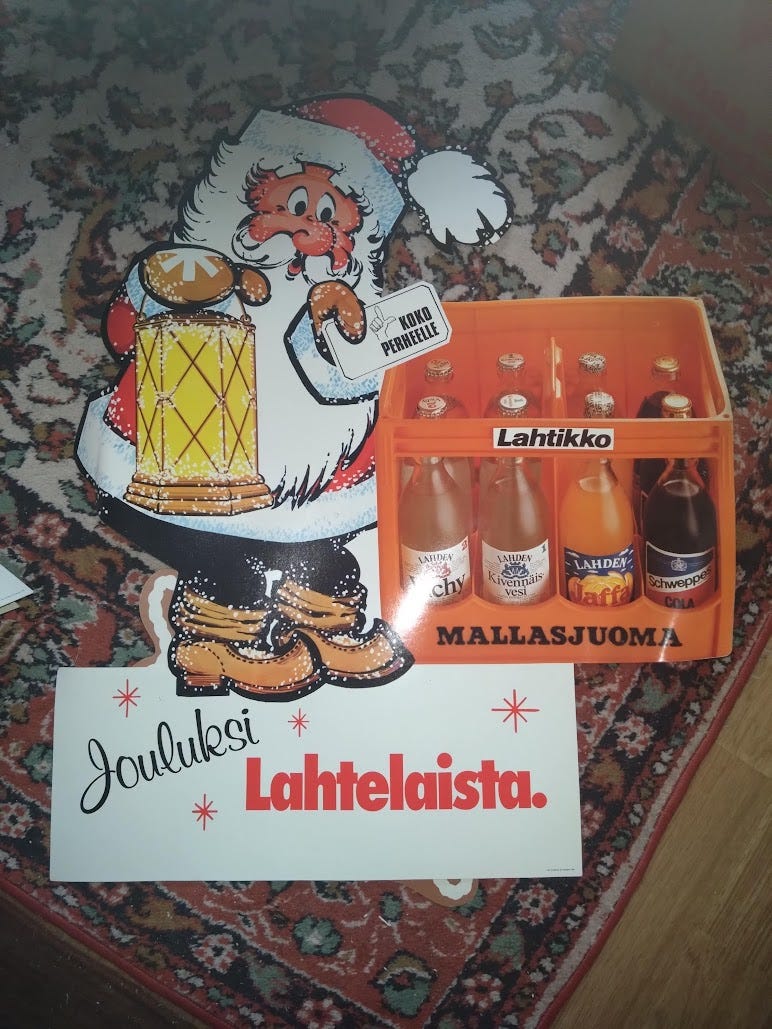 KOKO
PERHEELLE
Lahtikko
LAHDEN
Vichy
LAHDEN
Kivennäis-
vesi
LAHDEN
Jaffa
Schweppes
COLA
MALLASJUOMA
Jouluksi
Lahtelaista.